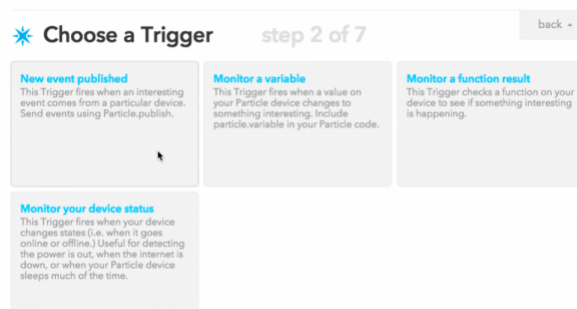 back
Choose a Trigger step 2 of 7
New event published
This Trigger fires when an interesting
event comes from a particular device.
Send events using Particle.publish.
Monitor a variable
This Trigger fires when a value on
your Particle device changes to
something interesting. Include
particle.variable in your Particle code.
Monitor a function result
This Trigger checks a function on your
device to see if something interesting
is happening.
Monitor your device status
This Trigger fires when your device
changes states (i.e. when it goes
online or offline.) Useful for detecting
the power is out, when the internet is
down, or when your Particle device
sleeps much of the time.